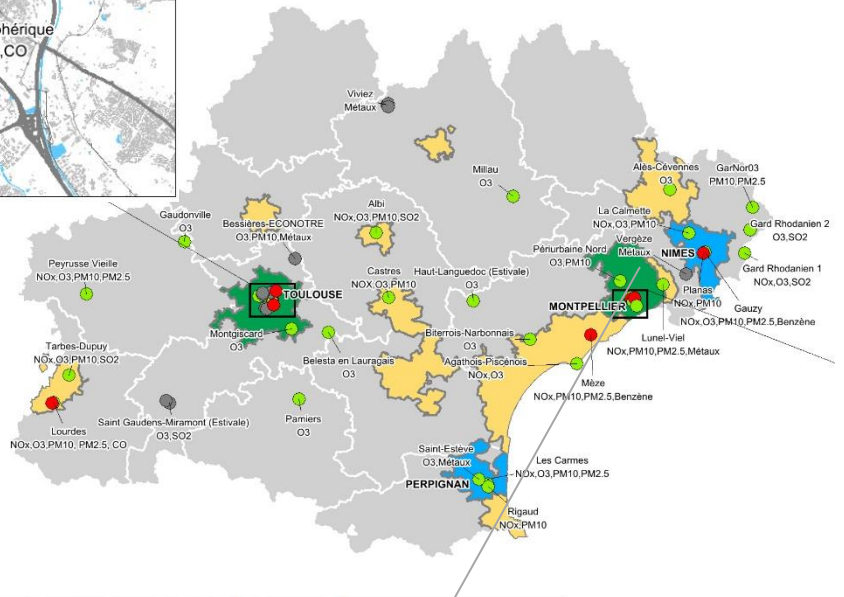 CO
Viviez
Métaux
Millau
O3
Alès-Cévennes
O3
GarNor03
PM10,PM2.5
La Calmette
NOx,O3,PM10
Vergèze
Métaux
Gard Rhodanien 2
O3,SO2
Périurbaine Nord
O3,PM10
NIMES
Gard Rhodanien 1
NOx,O3,SO2
Planas
NOx,PM10
Gauzy
NOx,O3,PM10,PM2.5,Benzène
Gaudonville
O3
Bessières-ECONOTRE
O3,PM10,Métaux
Albi
NOx,O3,PM10,SO2
Peyrusse Vieille
NOx,O3,PM10,PM2.5
Castres
NOX,O3,PM10
Haut-Languedoc (Estivale)
O3
TOULOUSE
MONTPELLIER
Montgiscard
O3
Belesta en Lauragais
O3
Biterrois-Narbonnais
O3
Agathois-Piscénois
NOx,O3
Lunel-Viel
NOx,PM10,PM2.5,Métaux
Mèze
NOx,PM10,PM2.5,Benzène
Tarbes-Dupuy
NOx,O3,PM10,SO2
Lourdes
NOx,O3,PM10, PM2.5, CO
Saint Gaudens-Miramont (Estivale)
O3,SO2
Pamiers
O3
Saint-Estève
O3,Métaux
Les Carmes
NOx,O3,PM10,PM2.5
PERPIGNAN
Rigaud
NOx,PM10